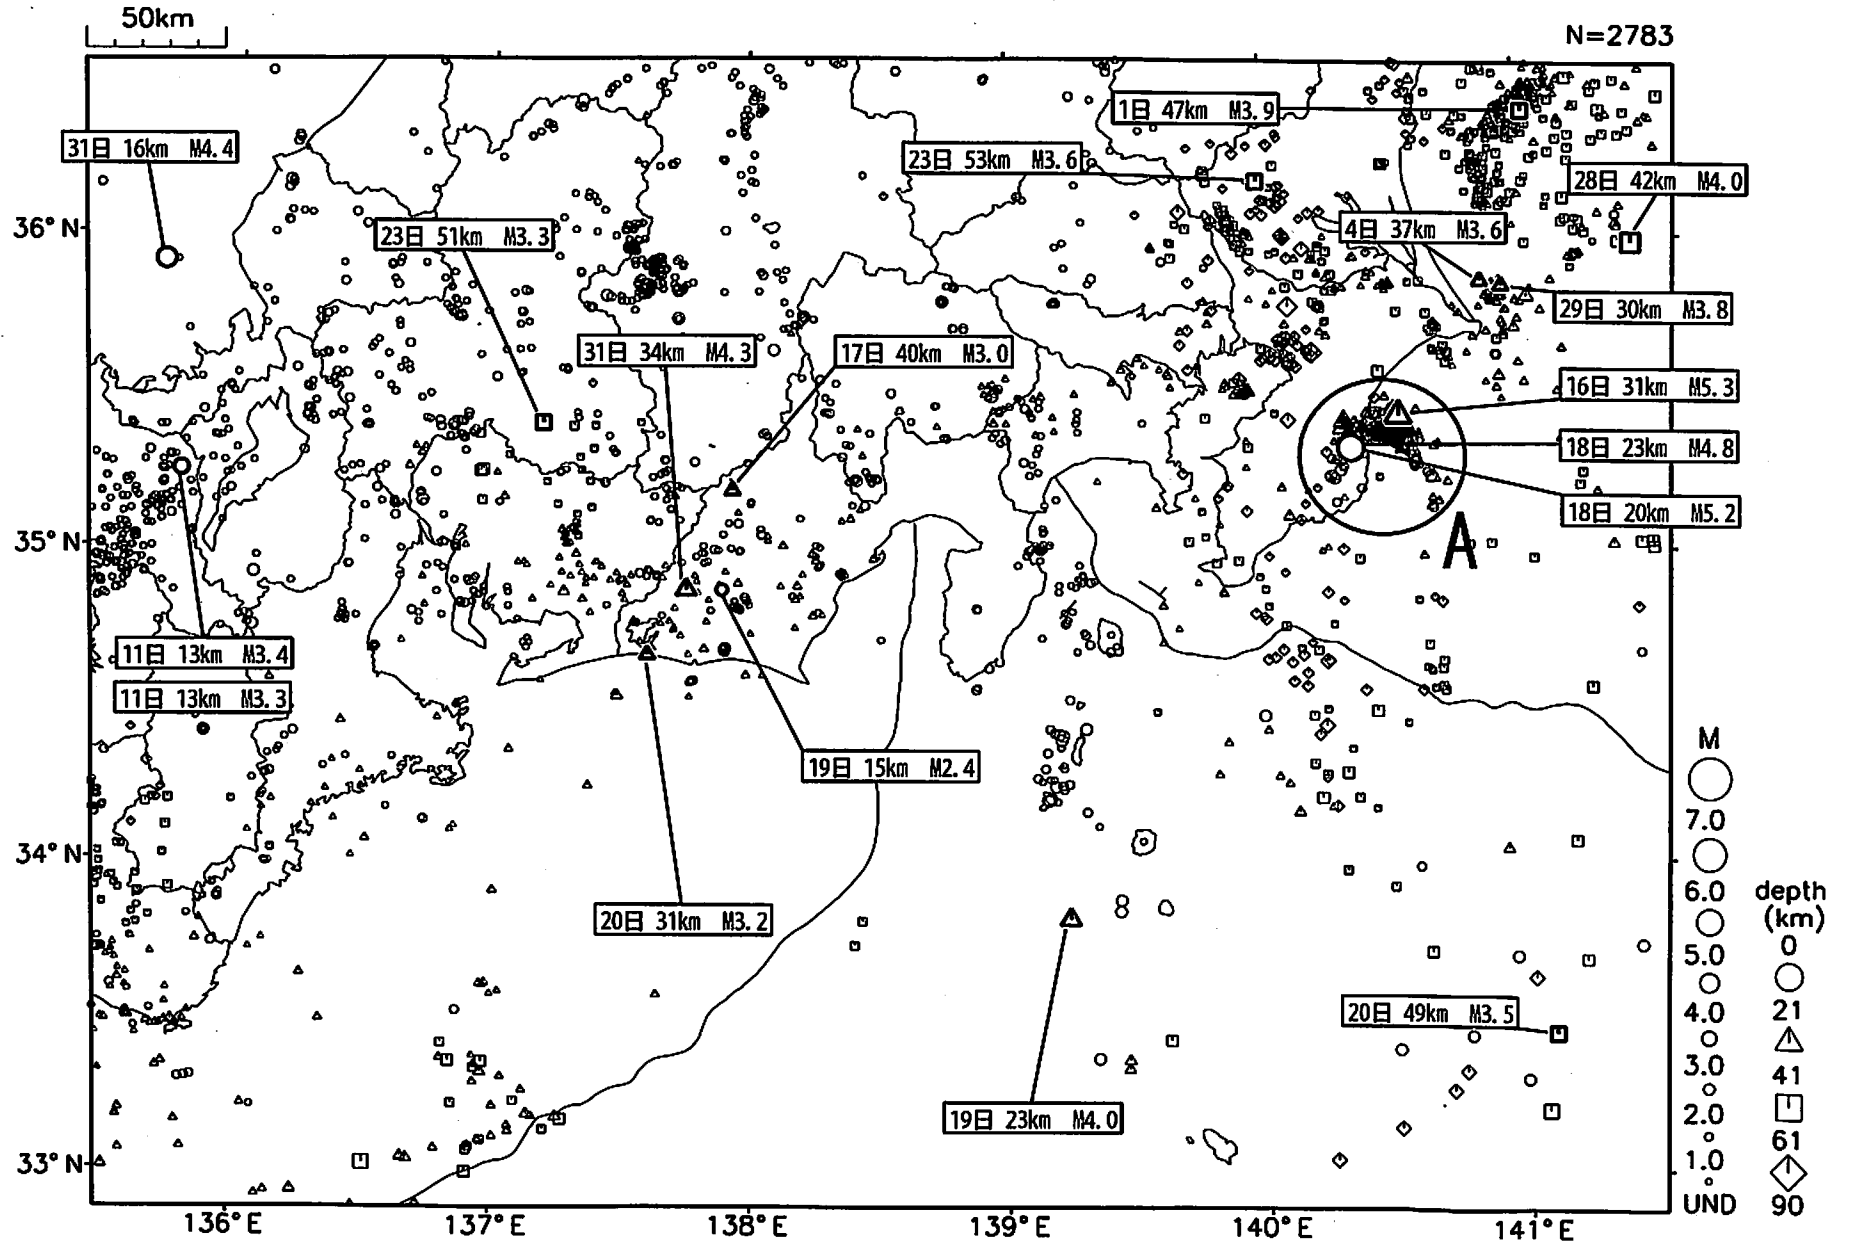 50km
N=2783
1日 47km M3.9
31日 16km M4.4
23日 53km M3.6
28日 42km M4.0
36°N
23日 51km M3.3
4日 37km M3.6
29日 30km M3.8
31日 34km M4.3
17日 40km M3.0
16日 31km M5.3
18日 23km M4.8
18日 20km M5.2
35°N
A
11日 13km M3.4
11日 13km M3.3
19日 15km M2.4
M
7.0
34°N
6.0
depth
(km)
20日 31km M3.2
0
5.0
20日 49km M3.5
4.0
21
3.0
41
19日 23km M4.0
2.0
61
33°N
1.0
UND
90
136°E
137°E
138°E
139°E
140°E
141°E